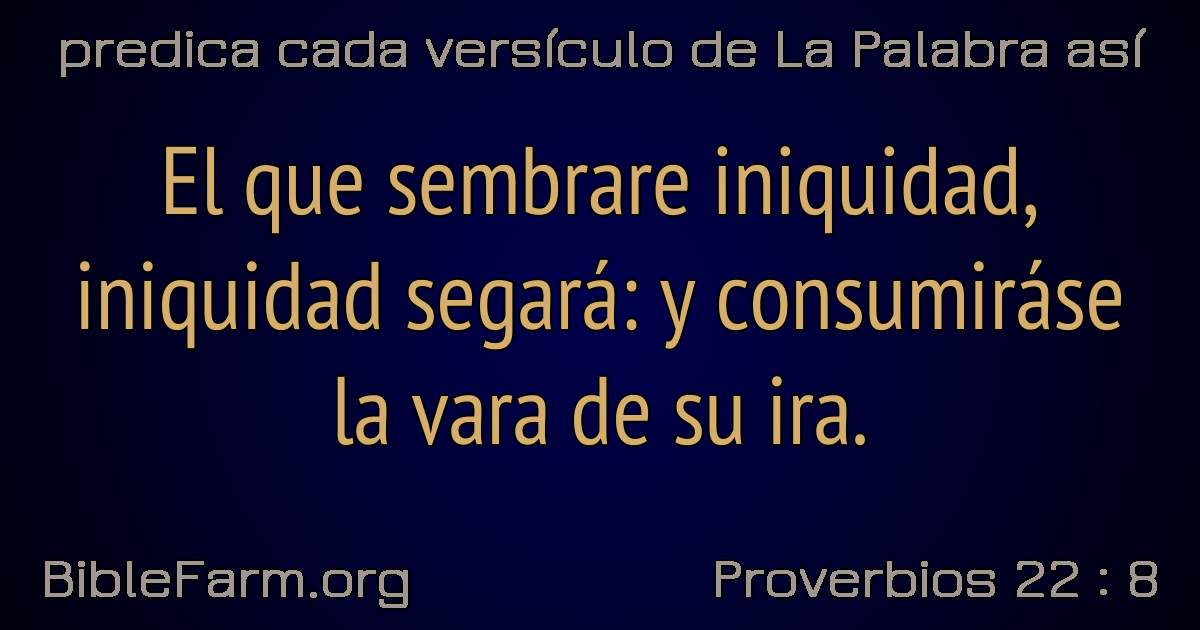 predica cada versículo de La Palabra así
El que sembrare iniquidad,
iniquidad segará: y consumiráse
la vara de su ira.
BibleFarm.org
Proverbios 22 : 8